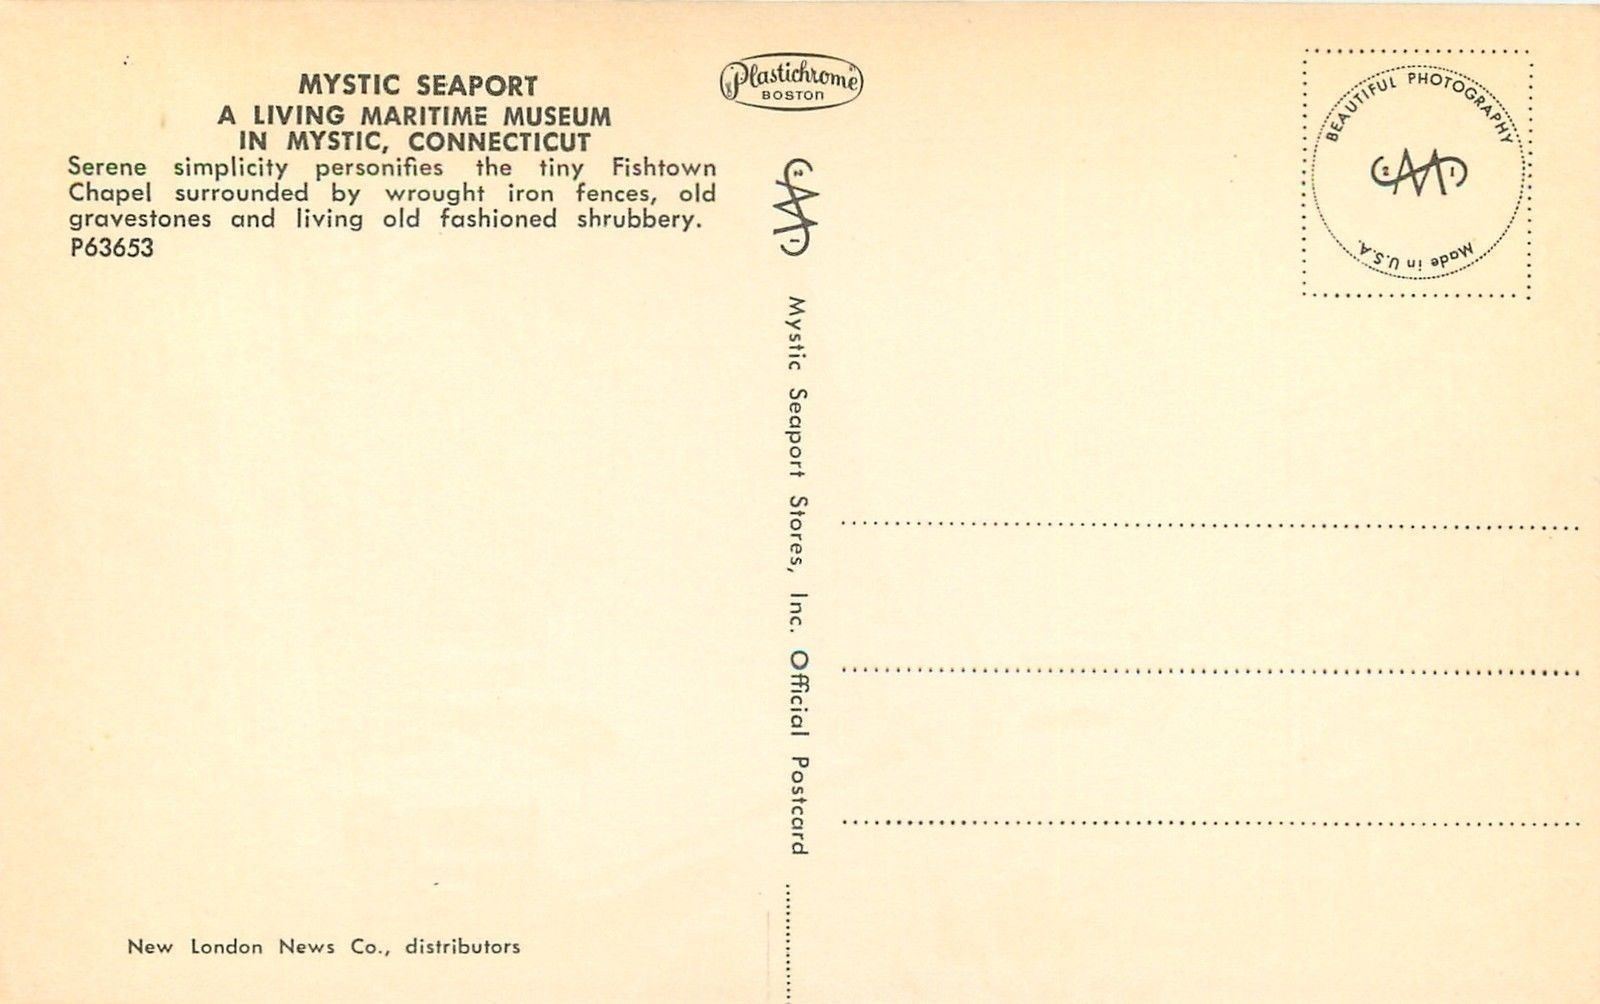 MYSTIC SEAPORT
A LIVING MARITIME MUSEUM
IN MYSTIC, CONNECTICUT
Serene simplicity personifies the tiny Fishtown
Chapel surrounded by wrought iron fences, old
gravestones and living old fashioned shrubbery.
P63653
New London News Co., distributors
Plastichrome
BOSTON
Mystic Seaport Stores, Inc. Official Postcard
BEAUTIFUL PHOTOGRAPHY
Made in U.S.A.